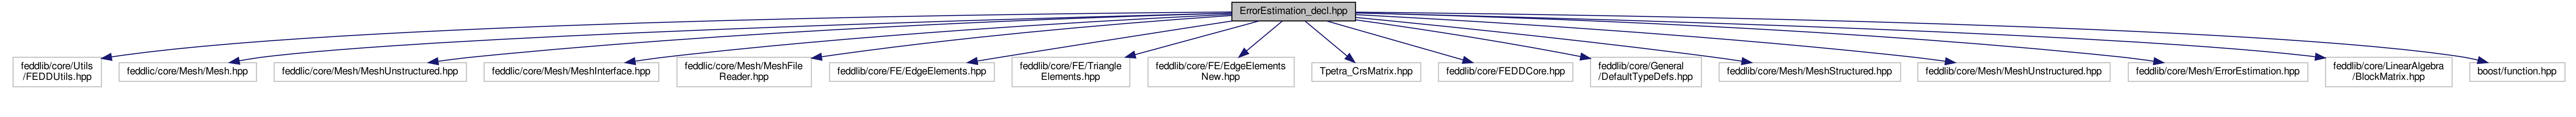 ErrorEstimation_decl.hpp
feddlib/core/Utils
/FEDDUtils.hpp
feddlic/core/Mesh/Mesh.hpp
feddlic/core/Mesh/MeshUnstructured.hpp
feddlic/core/Mesh/MeshInterface.hpp
feddlic/core/Mesh/MeshFile
Reader.hpp
feddlib/core/FE/EdgeElements.hpp
feddlib/core/FE/Triangle
Elements.hpp
feddlib/core/FE/EdgeElements
New.hpp
Tpetra_CrsMatrix.hpp
feddlib/core/FEDDCore.hpp
feddlib/core/General
/DefaultTypeDefs.hpp
feddlib/core/Mesh/MeshStructured.hpp
feddlib/core/Mesh/MeshUnstructured.hpp
feddlib/core/Mesh/ErrorEstimation.hpp
feddlib/core/LinearAlgebra
/BlockMatrix.hpp
boost/function.hpp